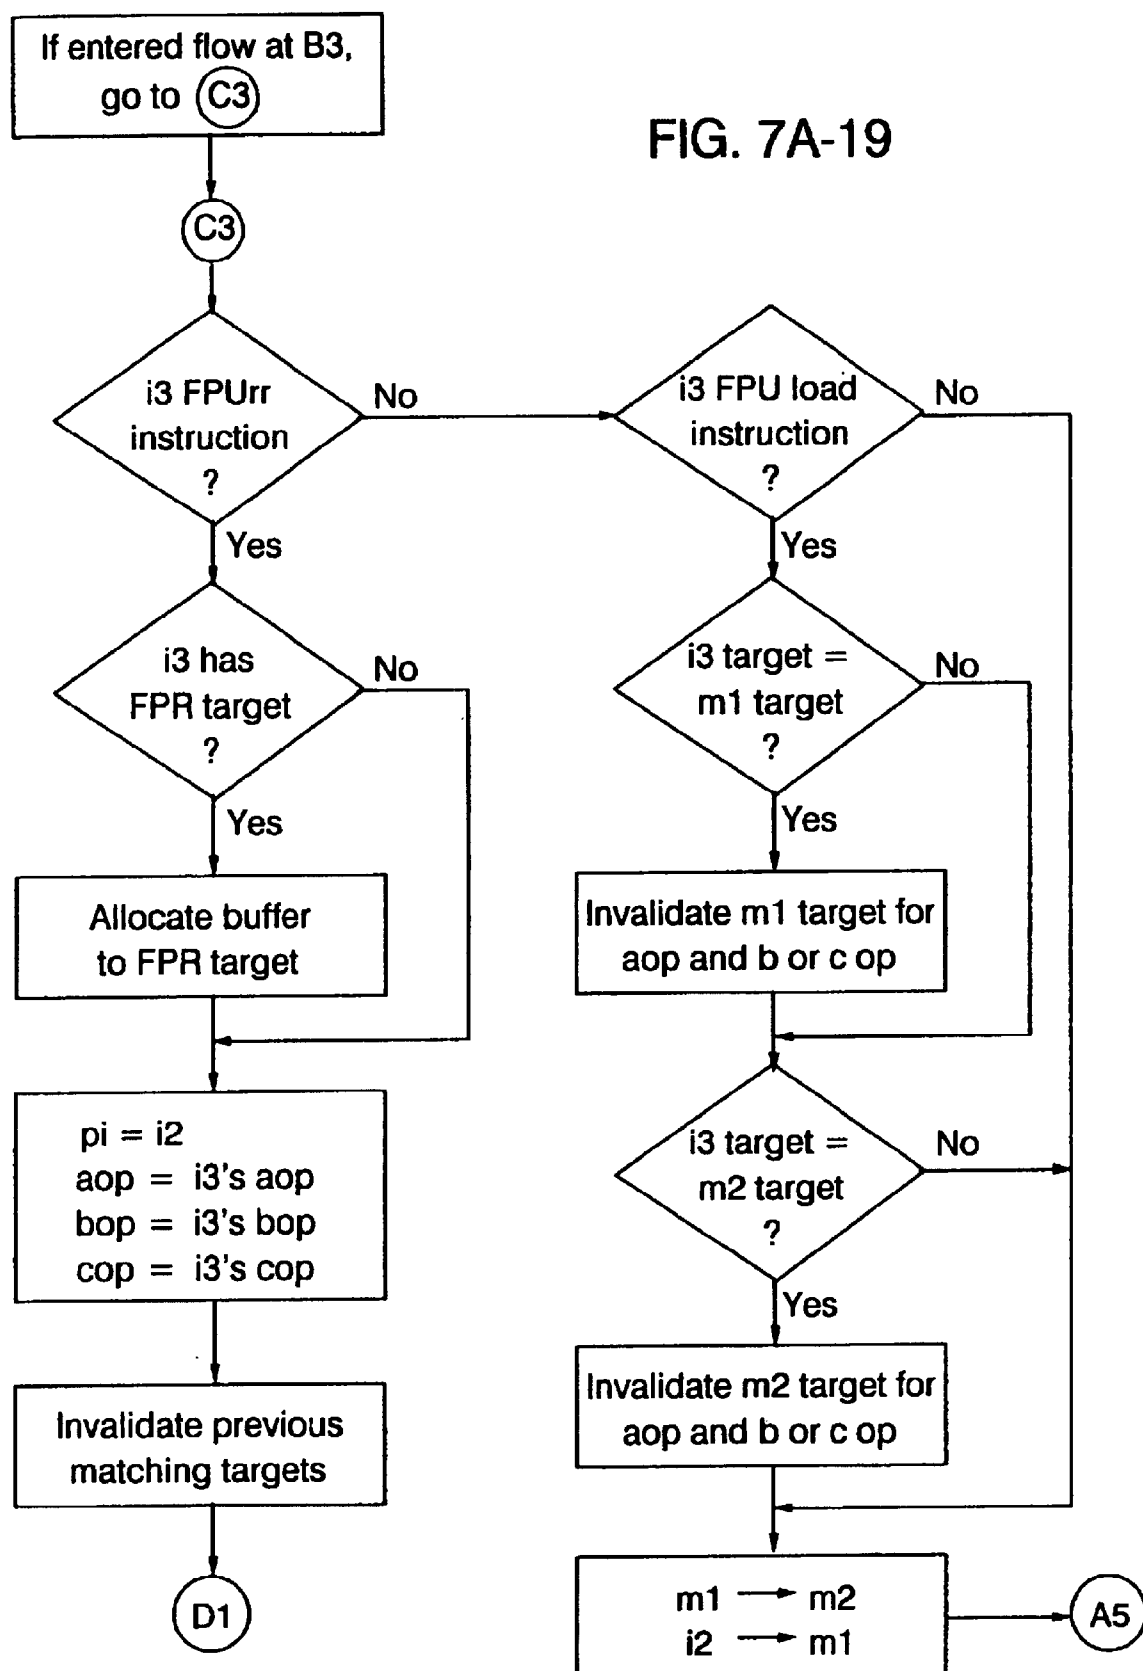 If entered flow at B3,
go to C3
FIG. 7A-19
C3
i3 FPUrr
instruction
?
No
Yes
i3 has
FPR target
?
No
Yes
Allocate buffer
to FPR target
pi = i2
aop = i3's aop
bop = i3's bop
cop = i3's cop
Invalidate previous
matching targets
D1
i3 FPU load
instruction
?
No
Yes
i3 target =
m1 target
?
No
Yes
Invalidate m1 target for
aop and b or c op
i3 target =
m2 target
?
No
Yes
Invalidate m2 target for
aop and b or c op
m1 → m2
i2 → m1
A5